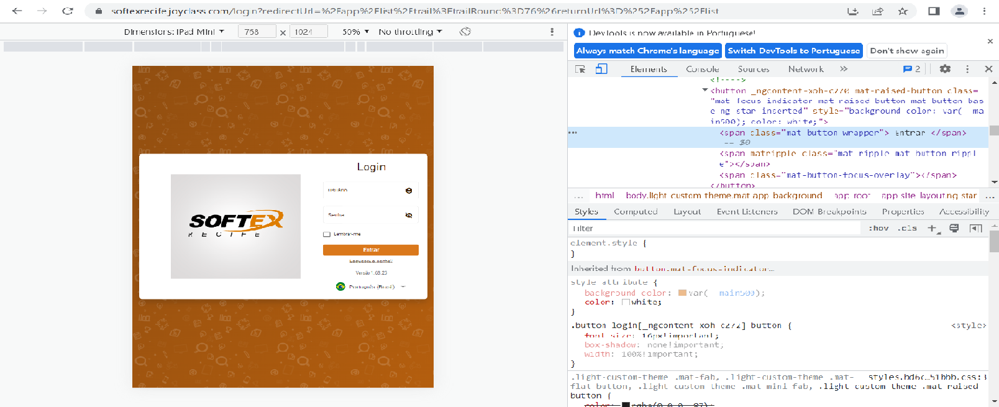 softexrecife.joyclass.com/login?redirectUrl=%2Fapp%2Flist%2Ftrail%3FtrailRound%3D76%26returnUrl%3D%252Fapp%252Flist
Dimensions: iPad Mini 768 x 1024 50% No throttling
Login
Usuário
Senha
SOFTEX
RECIFE
Lembrar-me
Entrar
Versão 1.63.25
Português (Brasil)
DevTools is now available in Portuguese!
Always match Chrome's language Switch DevTools to Portuguese Don't show again
Elements Console Sources Network » 2
<!---->
<button _ngcontent-xoh-c270 mat-raised-button class=
"mat-focus-indicator mat-raised-button mat-button-bas
e ng-star-inserted" style="background-color: var(--ma
in500); color: white;">
<span class="mat-button-wrapper"> Entrar </span>
== $0
<span matripple class="mat-ripple mat-button-rippl
e"></span>
<span class="mat-button-focus-overlay"></span>
</button>
... html body.light-custom-theme.mat-app-background app-root app-site-layout.ng-star ...
Styles Computed Layout Event Listeners DOM Breakpoints Properties Accessibility
Filter :hov .cls
element.style {
}
Inherited from button.mat-focus-indicator…
style attribute {
background-color: var(--main500);
color: white;
}
.button-login[_ngcontent-xoh-c272] button { <style>
font-size: 16px!important;
box-shadow: none!important;
width: 100%!important;
}
.light-custom-theme .mat-fab, .light-custom-theme .mat- styles.bd6c…51bbb.css:3
flat-button, .light-custom-theme .mat-mini-fab, .light-custom-theme .mat-raised-
button {
color: rgba(0,0,0,.87);